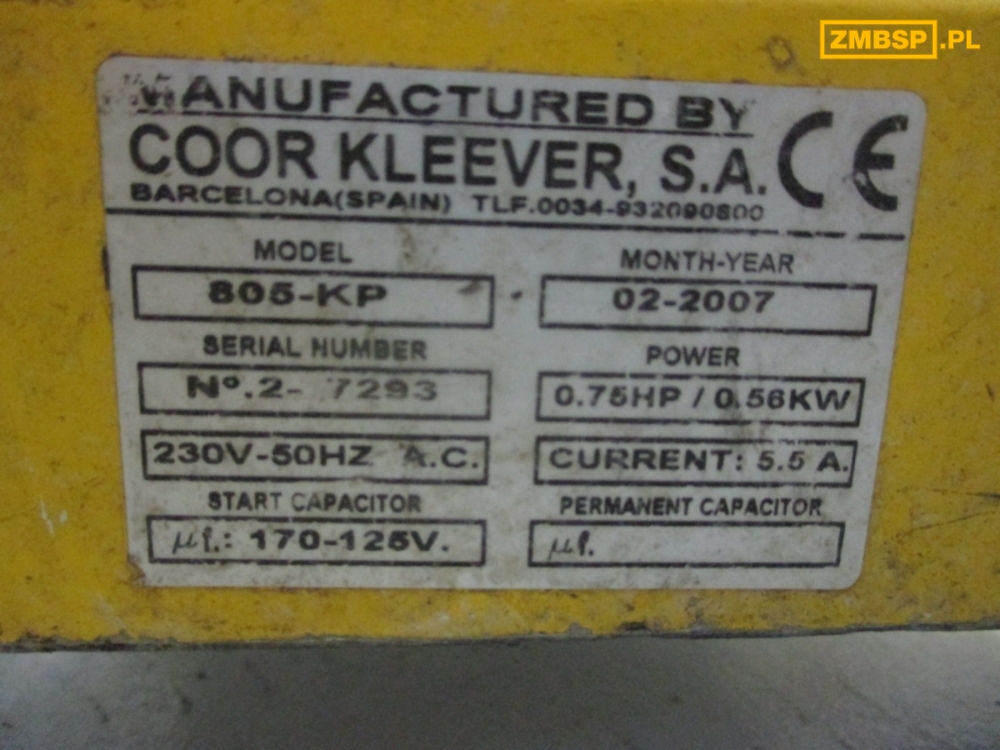 ZMBSP.PL
MANUFACTURED BY
COOR KLEEVER, S.A. CE
BARCELONA(SPAIN) TLF.0034-932090800
MODEL
805-KP
MONTH-YEAR
02-2007
SERIAL NUMBER
Nº.2- 7293
POWER
0.75HP / 0.56KW
230V-50HZ A.C.
CURRENT: 5.5 A.
START CAPACITOR
µf.: 170-125V.
PERMANENT CAPACITOR
µf.